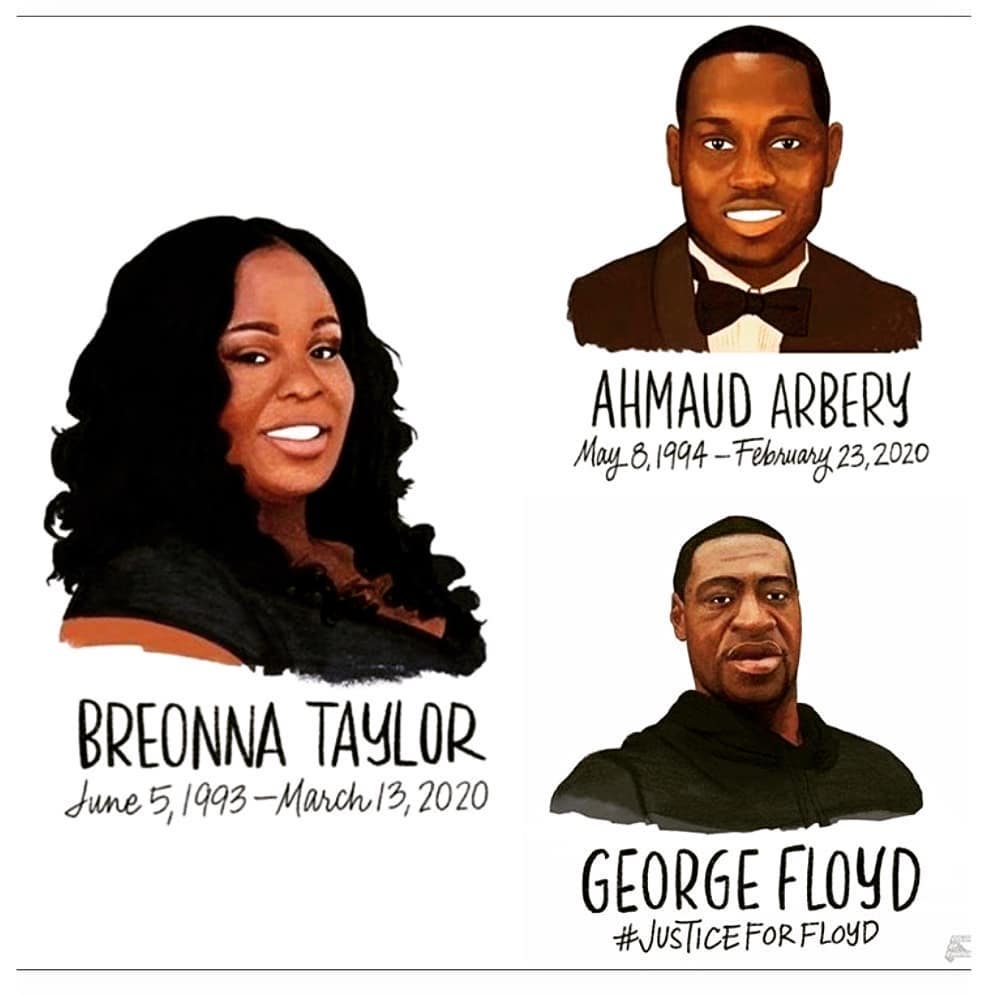 AHMAUD ARBERY
May 8, 1994 – February 23, 2020
BREONNA TAYLOR
June 5, 1993 – March 13, 2020
GEORGE FLOYD
#JUSTICEFORFLOYD